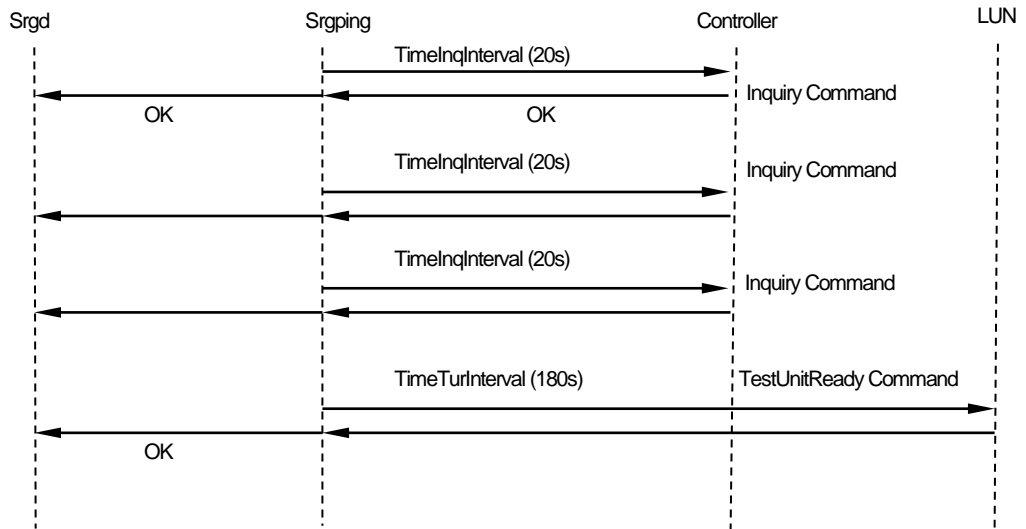 Srgd
Srgping
Controller
LUN
TimeInqInterval (20s)
Inquiry Command
OK
OK
TimeInqInterval (20s)
Inquiry Command
TimeInqInterval (20s)
Inquiry Command
TimeTurInterval (180s)
TestUnitReady Command
OK